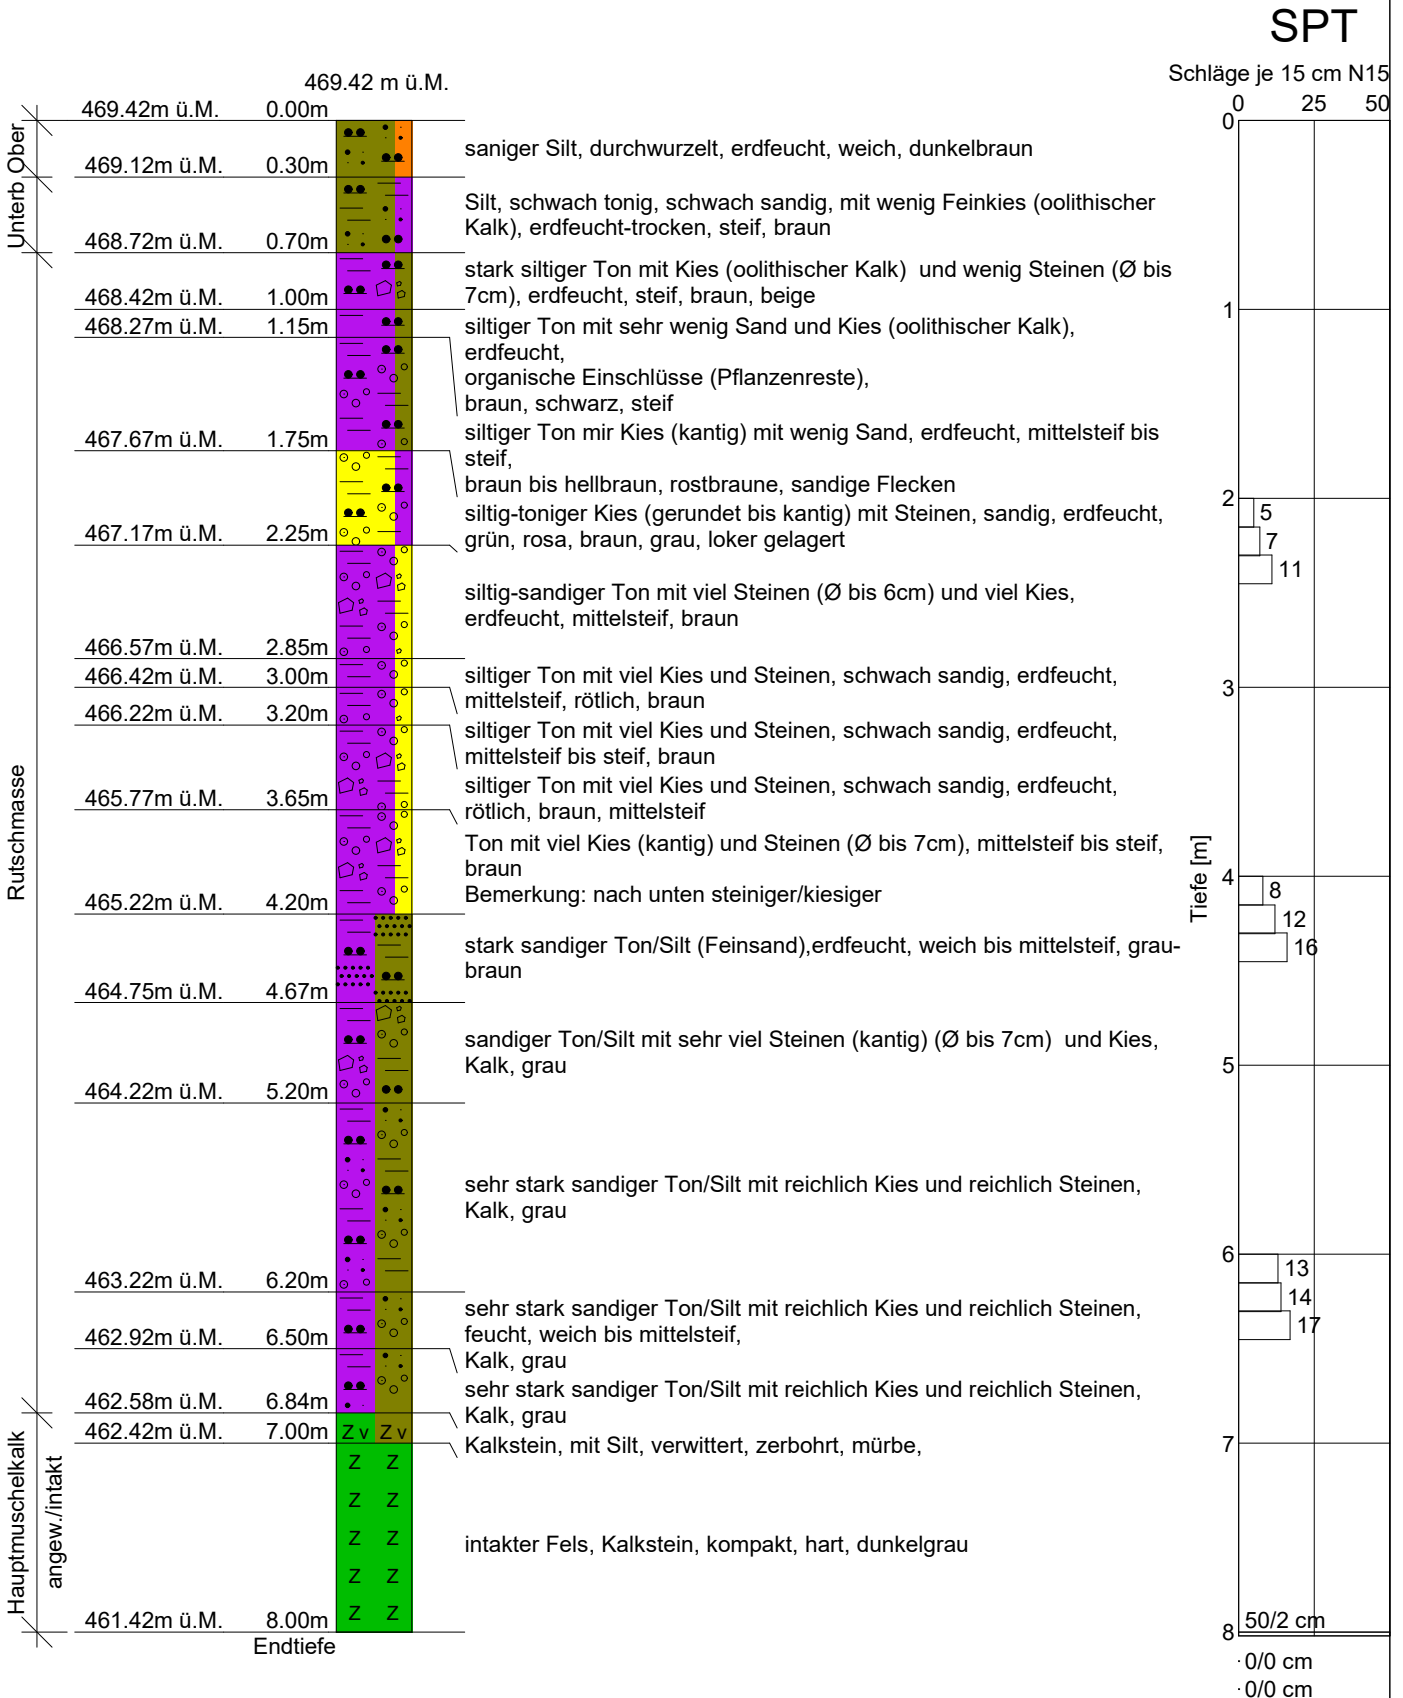 SPT
Schläge je 15 cm N15
469.42 m ü.M.
0 25 50
469.42m ü.M. 0.00m
0
Ober
saniger Silt, durchwurzelt, erdfeucht, weich, dunkelbraun
469.12m ü.M. 0.30m
Unterb
Silt, schwach tonig, schwach sandig, mit wenig Feinkies (oolithischer
Kalk), erdfeucht-trocken, steif, braun
468.72m ü.M. 0.70m
stark siltiger Ton mit Kies (oolithischer Kalk) und wenig Steinen (Ø bis
7cm), erdfeucht, steif, braun, beige
468.42m ü.M. 1.00m
1
468.27m ü.M. 1.15m
siltiger Ton mit sehr wenig Sand und Kies (oolithischer Kalk),
erdfeucht,
organische Einschlüsse (Pflanzenreste),
braun, schwarz, steif
467.67m ü.M. 1.75m
siltiger Ton mir Kies (kantig) mit wenig Sand, erdfeucht, mittelsteif bis
steif,
braun bis hellbraun, rostbraune, sandige Flecken
2
5
7
11
467.17m ü.M. 2.25m
siltig-toniger Kies (gerundet bis kantig) mit Steinen, sandig, erdfeucht,
grün, rosa, braun, grau, loker gelagert
siltig-sandiger Ton mit viel Steinen (Ø bis 6cm) und viel Kies,
erdfeucht, mittelsteif, braun
466.57m ü.M. 2.85m
466.42m ü.M. 3.00m
3
siltiger Ton mit viel Kies und Steinen, schwach sandig, erdfeucht,
mittelsteif, rötlich, braun
466.22m ü.M. 3.20m
siltiger Ton mit viel Kies und Steinen, schwach sandig, erdfeucht,
mittelsteif bis steif, braun
Rutschmasse
465.77m ü.M. 3.65m
siltiger Ton mit viel Kies und Steinen, schwach sandig, erdfeucht,
rötlich, braun, mittelsteif
Ton mit viel Kies (kantig) und Steinen (Ø bis 7cm), mittelsteif bis steif,
braun
Bemerkung: nach unten steiniger/kiesiger
Tiefe [m]
4
8
12
16
465.22m ü.M. 4.20m
stark sandiger Ton/Silt (Feinsand),erdfeucht, weich bis mittelsteif, grau-
braun
464.75m ü.M. 4.67m
sandiger Ton/Silt mit sehr viel Steinen (kantig) (Ø bis 7cm) und Kies,
Kalk, grau
5
464.22m ü.M. 5.20m
sehr stark sandiger Ton/Silt mit reichlich Kies und reichlich Steinen,
Kalk, grau
6
13
14
17
463.22m ü.M. 6.20m
sehr stark sandiger Ton/Silt mit reichlich Kies und reichlich Steinen,
feucht, weich bis mittelsteif,
Kalk, grau
462.92m ü.M. 6.50m
sehr stark sandiger Ton/Silt mit reichlich Kies und reichlich Steinen,
Kalk, grau
462.58m ü.M. 6.84m
462.42m ü.M. 7.00m
Z v Z v
Kalkstein, mit Silt, verwittert, zerbohrt, mürbe,
7
Z Z
Z Z
Z Z
Z Z
Z Z
Hauptmuschelkalk
angew./intakt
intakter Fels, Kalkstein, kompakt, hart, dunkelgrau
461.42m ü.M. 8.00m
8
50/2 cm
Endtiefe
0/0 cm
0/0 cm